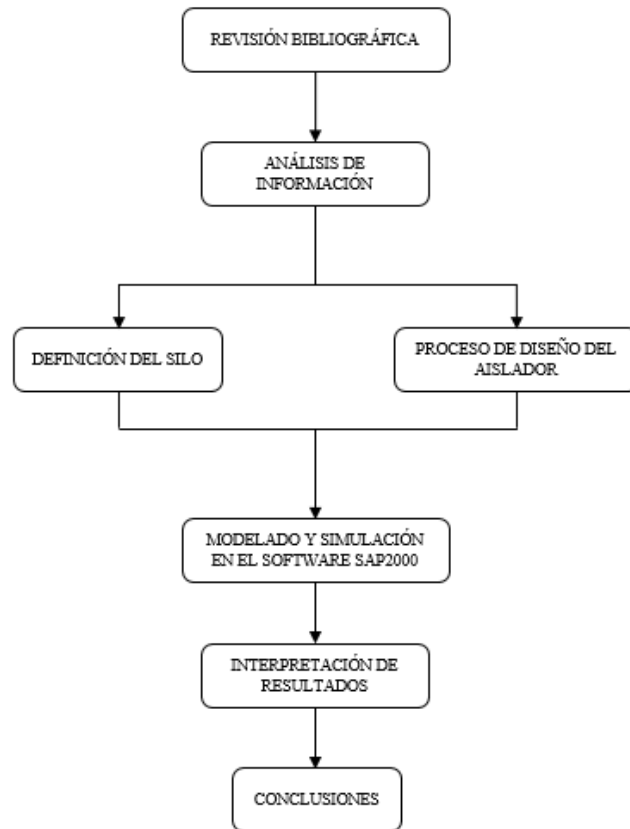 REVISIÓN BIBLIOGRÁFICA
ANÁLISIS DE
INFORMACIÓN
DEFINICIÓN DEL SILO
PROCESO DE DISEÑO DEL
AISLADOR
MODELADO Y SIMULACIÓN
EN EL SOFTWARE SAP2000
INTERPRETACIÓN DE
RESULTADOS
CONCLUSIONES